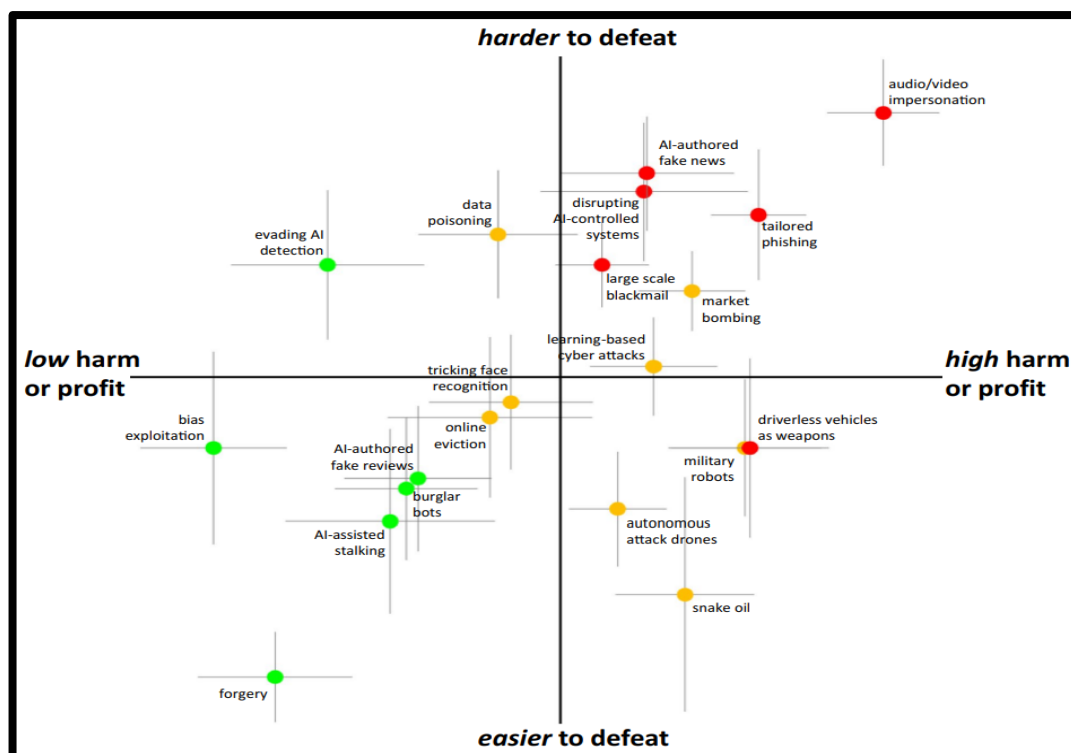 harder to defeat
audio/video
impersonation
AI-authored
fake news
data
poisoning
disrupting
AI-controlled
systems
tailored
phishing
evading AI
detection
large scale
blackmail
market
bombing
learning-based
cyber attacks
low harm
or profit
high harm
or profit
tricking face
recognition
bias
exploitation
online
eviction
driverless vehicles
as weapons
military
robots
AI-authored
fake reviews
burglar
bots
AI-assisted
stalking
autonomous
attack drones
snake oil
forgery
easier to defeat